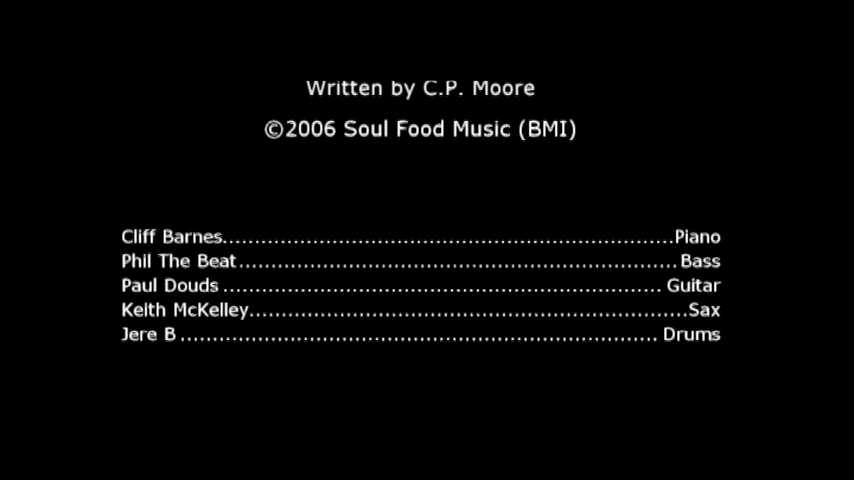 Written by C.P. Moore
©2006 Soul Food Music (BMI)
Cliff Barnes......................................................................Piano
Phil The Beat....................................................................Bass
Paul Douds .................................................................... Guitar
Keith McKelley....................................................................Sax
Jere B .......................................................................... Drums